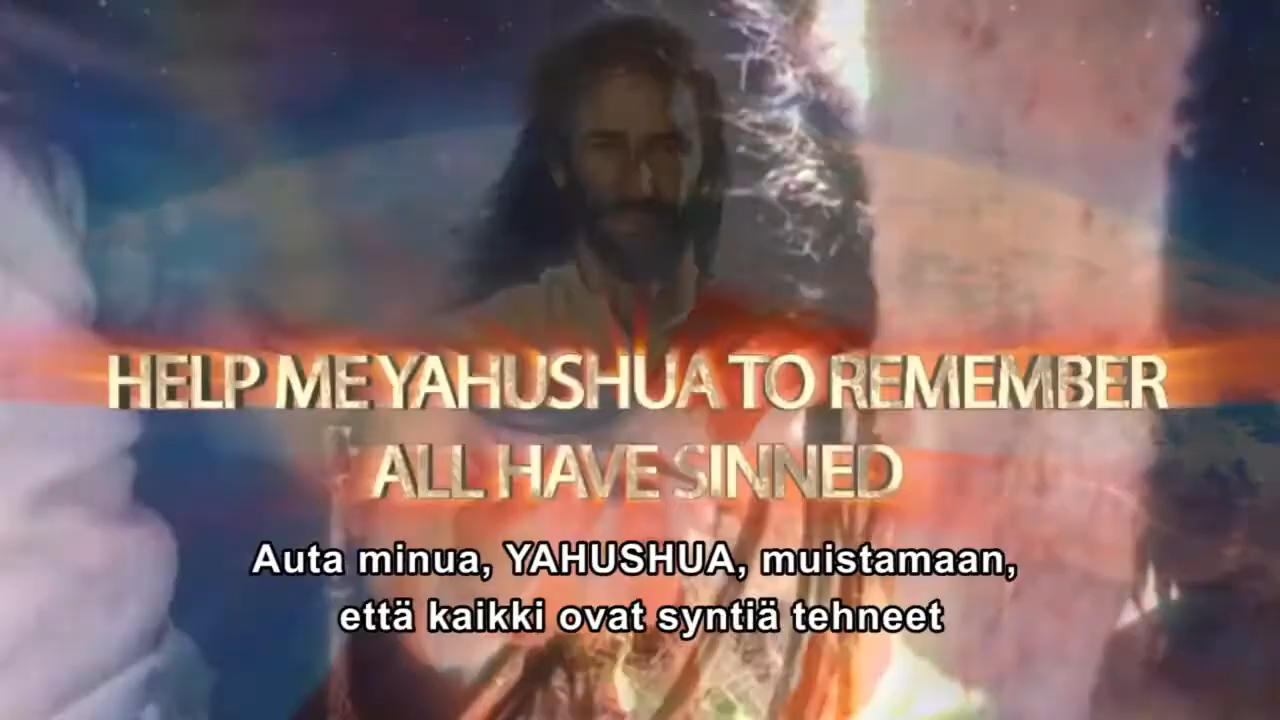 HELP ME YAHUSHUA TO REMEMBER
ALL HAVE SINNED
Auta minua, YAHUSHUA, muistamaan,
että kaikki ovat syntiä tehneet